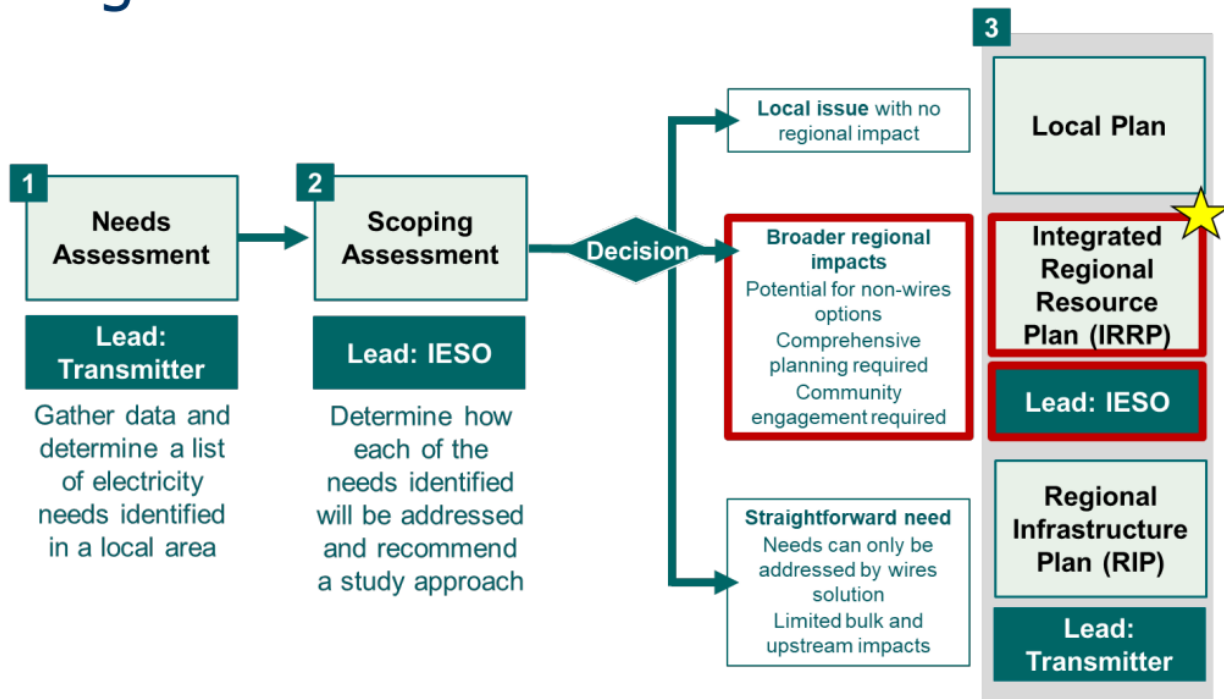 1
Needs
Assessment
Lead:
Transmitter
Gather data and
determine a list
of electricity
needs identified
in a local area
2
Scoping
Assessment
Lead: IESO
Determine how
each of the
needs identified
will be addressed
and recommend
a study approach
Decision
Local issue with no
regional impact
Broader regional
impacts
Potential for non-wires
options
Comprehensive
planning required
Community
engagement required
Straightforward need
Needs can only be
addressed by wires
solution
Limited bulk and
upstream impacts
3
Local Plan
Integrated
Regional
Resource
Plan (IRRP)
Lead: IESO
Regional
Infrastructure
Plan (RIP)
Lead:
Transmitter